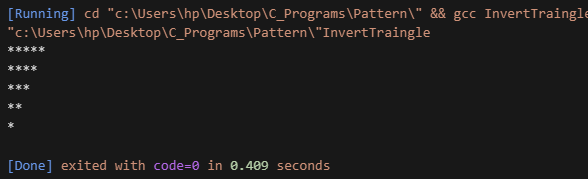 [Running] cd "c:\Users\hp\Desktop\C_Programs\Pattern\" && gcc InvertTraingle
"c:\Users\hp\Desktop\C_Programs\Pattern\"InvertTraingle
*****
****
***
**
*
[Done] exited with code=0 in 0.409 seconds